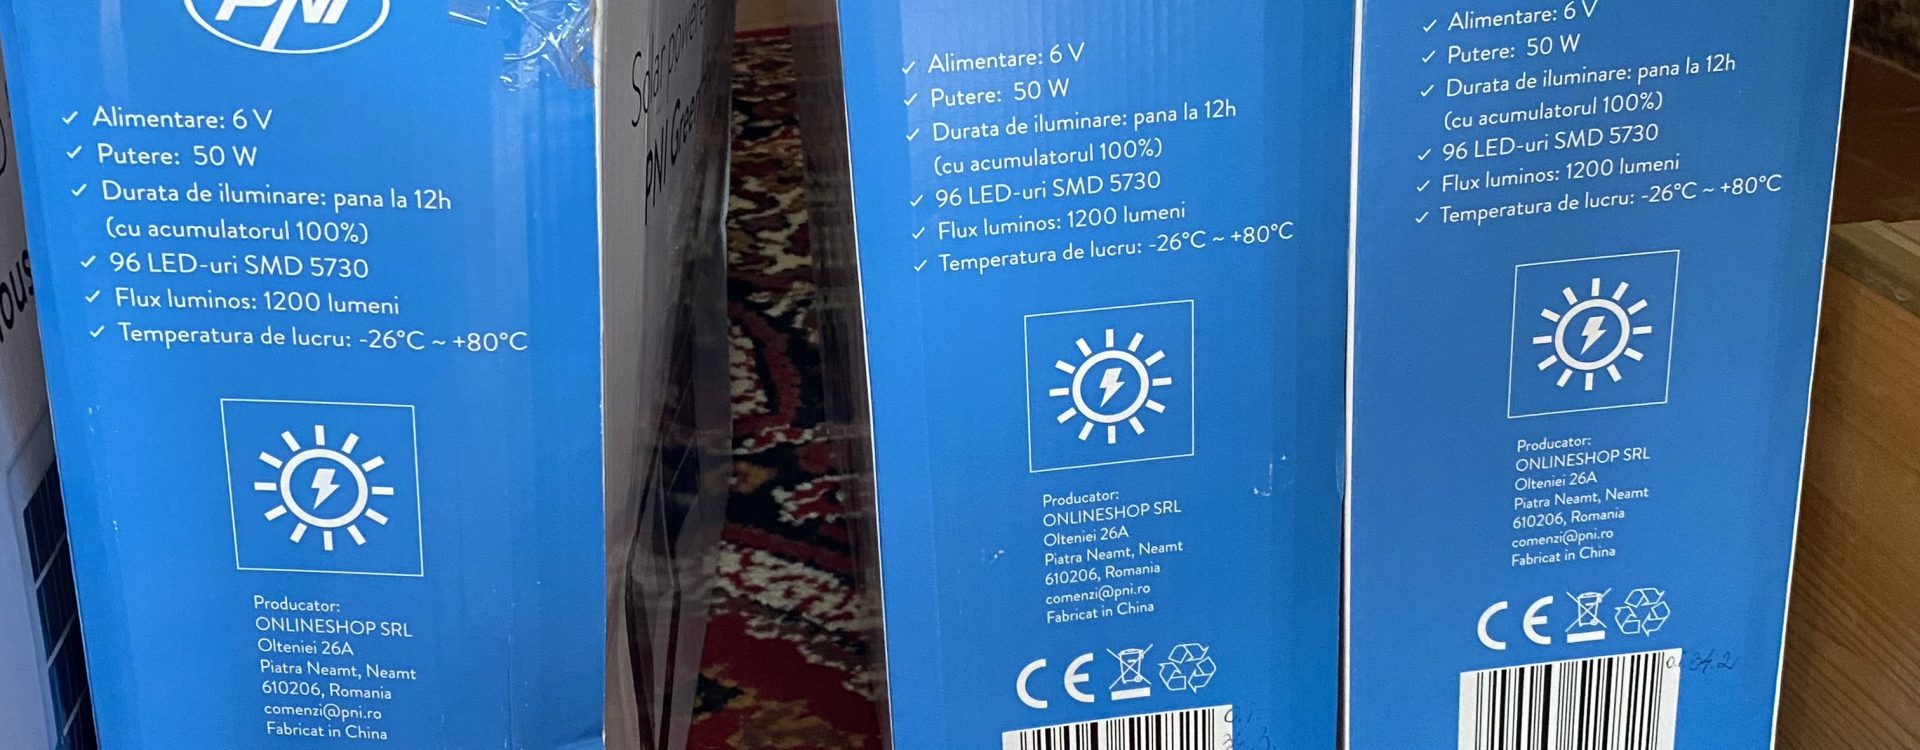 PNI
✓ Alimentare: 6 V
✓ Putere: 50 W
✓ Durata de iluminare: pana la 12h
(cu acumulatorul 100%)
✓ 96 LED-uri SMD 5730
✓ Flux luminos: 1200 lumeni
✓ Temperatura de lucru: -26°C ~ +80°C
Producator:
ONLINESHOP SRL
Olteniei 26A
Piatra Neamt, Neamt
610206, Romania
comenzi@pni.ro
Fabricat in China
Solar powere
PNI Green
✓ Alimentare: 6 V
✓ Putere: 50 W
✓ Durata de iluminare: pana la 12h
(cu acumulatorul 100%)
✓ 96 LED-uri SMD 5730
✓ Flux luminos: 1200 lumeni
✓ Temperatura de lucru: -26°C ~ +80°C
Producator:
ONLINESHOP SRL
Olteniei 26A
Piatra Neamt, Neamt
610206, Romania
comenzi@pni.ro
Fabricat in China
CE
✓ Alimentare: 6 V
✓ Putere: 50 W
✓ Durata de iluminare: pana la 12h
(cu acumulatorul 100%)
✓ 96 LED-uri SMD 5730
✓ Flux luminos: 1200 lumeni
✓ Temperatura de lucru: -26°C ~ +80°C
Producator:
ONLINESHOP SRL
Olteniei 26A
Piatra Neamt, Neamt
610206, Romania
comenzi@pni.ro
Fabricat in China
CE